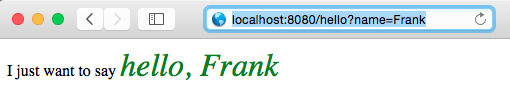 localhost:8080/hello?name=Frank
I just want to say hello, Frank